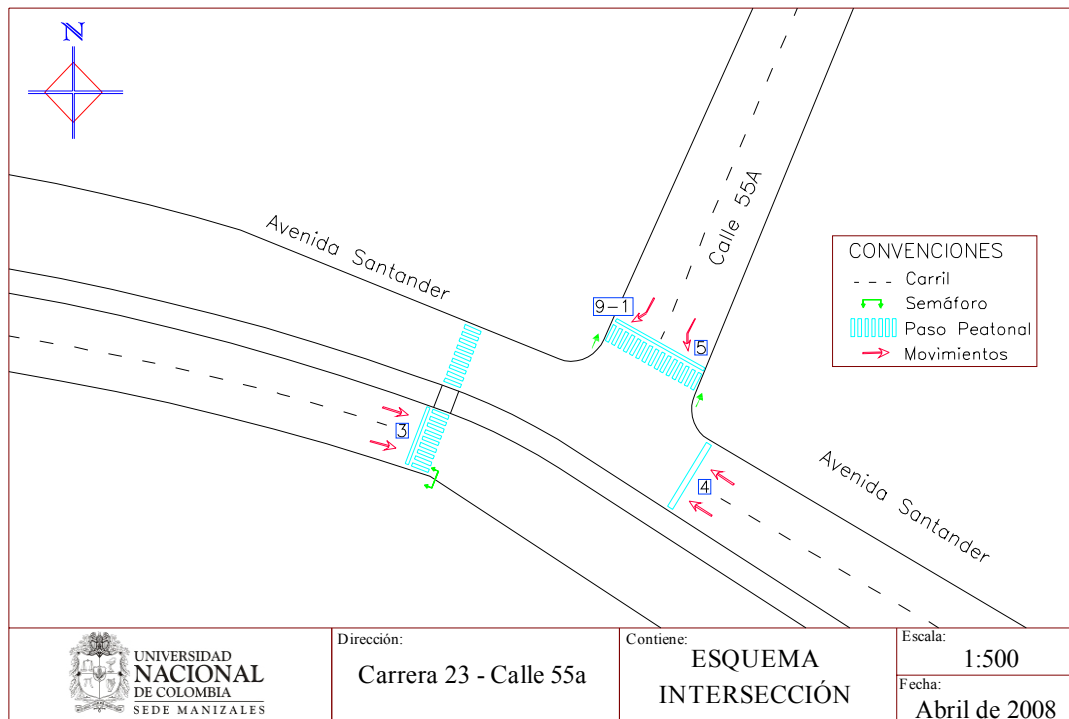 N
Avenida Santander
Calle 55A
9-1
5
3
4
Avenida Santander
CONVENCIONES
Carril
Semáforo
Paso Peatonal
Movimientos
UNIVERSIDAD
NACIONAL
DE COLOMBIA
SEDE MANIZALES
Dirección:
Carrera 23 - Calle 55a
Contiene:
ESQUEMA
INTERSECCIÓN
Escala:
1:500
Fecha:
Abril de 2008